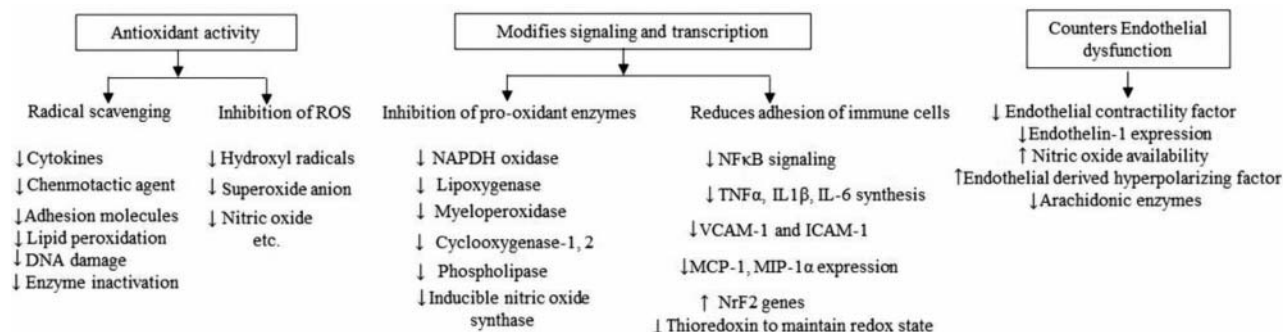 Antioxidant activity
Radical scavenging
↓ Cytokines
↓ Chenmotactic agent
↓ Adhesion molecules
↓ Lipid peroxidation
↓ DNA damage
↓ Enzyme inactivation
Inhibition of ROS
↓ Hydroxyl radicals
↓ Superoxide anion
↓ Nitric oxide
etc.
Modifies signaling and transcription
Inhibition of pro-oxidant enzymes
↓ NAPDH oxidase
↓ Lipoxygenase
↓ Myeloperoxidase
↓ Cyclooxygenase-1, 2
↓ Phospholipase
↓ Inducible nitric oxide
synthase
Reduces adhesion of immune cells
↓ NFκB signaling
↓ TNFα, IL1β, IL-6 synthesis
↓ VCAM-1 and ICAM-1
↓ MCP-1, MIP-1α expression
↑ NrF2 genes
↓ Thioredoxin to maintain redox state
Counters Endothelial
dysfunction
↓ Endothelial contractility factor
↓ Endothelin-1 expression
↑ Nitric oxide availability
↑ Endothelial derived hyperpolarizing factor
↓ Arachidonic enzymes